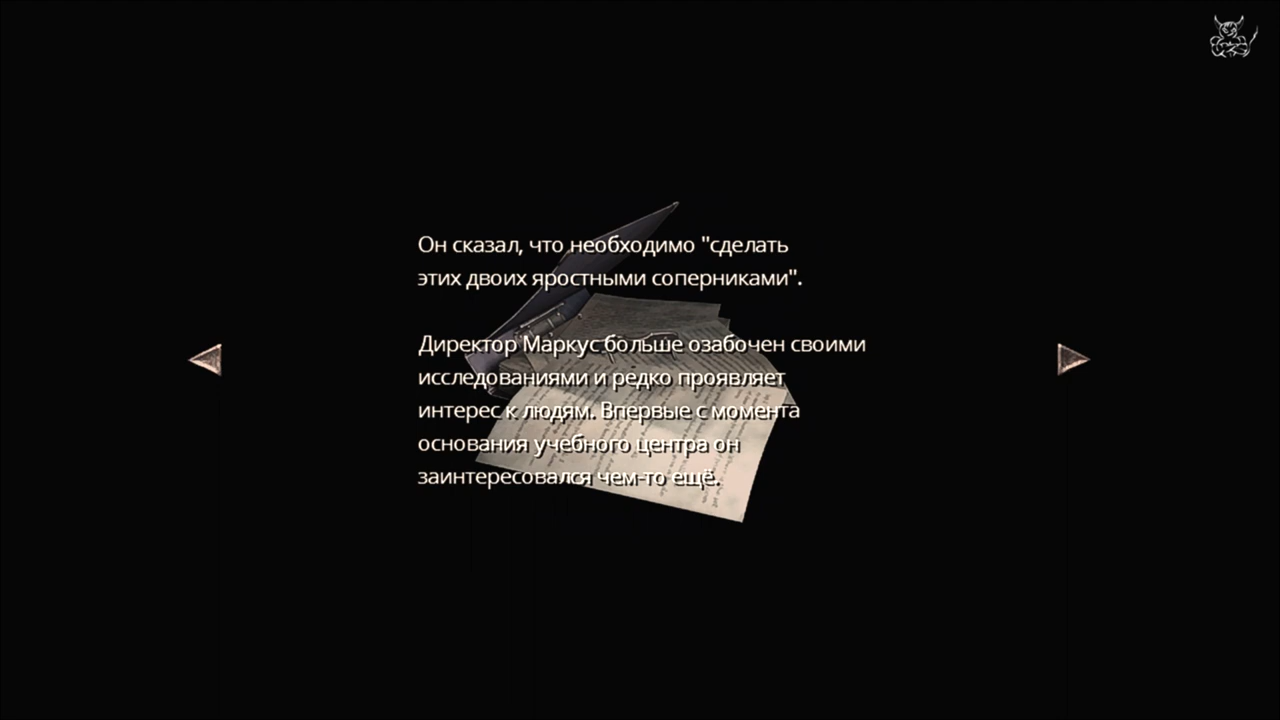 Он сказал, что необходимо "сделать
этих двоих яростными соперниками".
Директор Маркус больше озабочен своими
исследованиями и редко проявляет
интерес к людям. Впервые с момента
основания учебного центра он
заинтересовался чем-то ещё.